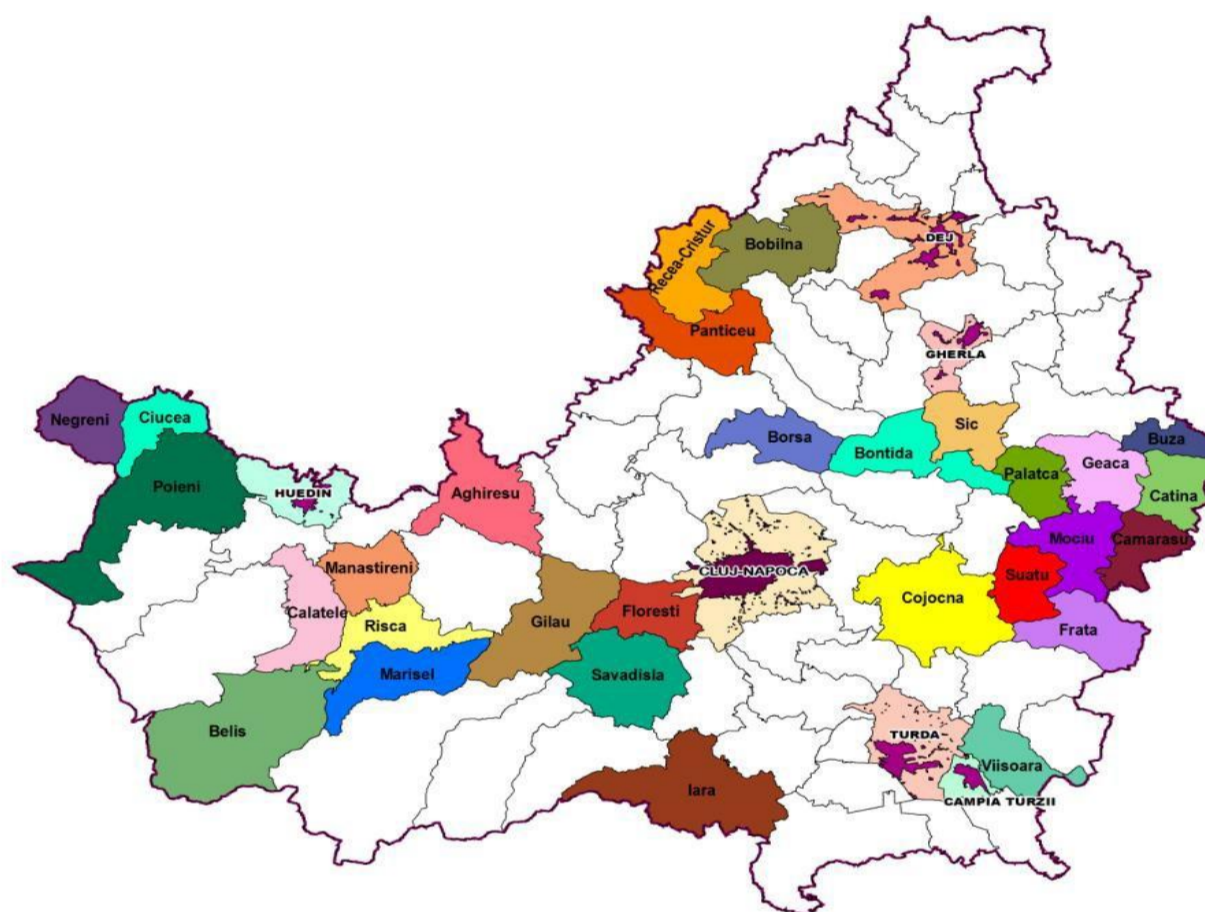 Recea-Cristur
Bobilna
DEJ
Panticeu
GHERLA
Negreni
Ciucea
Sic
Borsa
Bontida
Buza
Geaca
Palatca
Poieni
HUEDIN
Aghiresu
Catina
Mociu
Camarasu
Manastireni
CLUJ-NAPOCA
Suatu
Calatele
Cojocna
Floresti
Gilau
Risca
Frata
Marisel
Savadisla
Belis
TURDA
Viisoara
Iara
CAMPIA TURZII